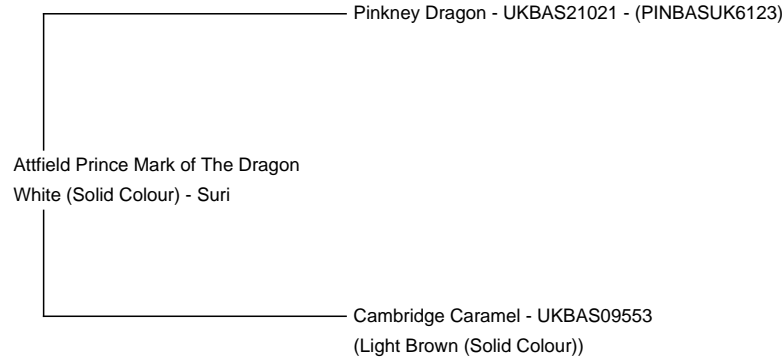 Pinkney Dragon - UKBAS21021 - (PINBASUK6123)
Attfield Prince Mark of The Dragon
White (Solid Colour) - Suri
Cambridge Caramel - UKBAS09553
(Light Brown (Solid Colour))